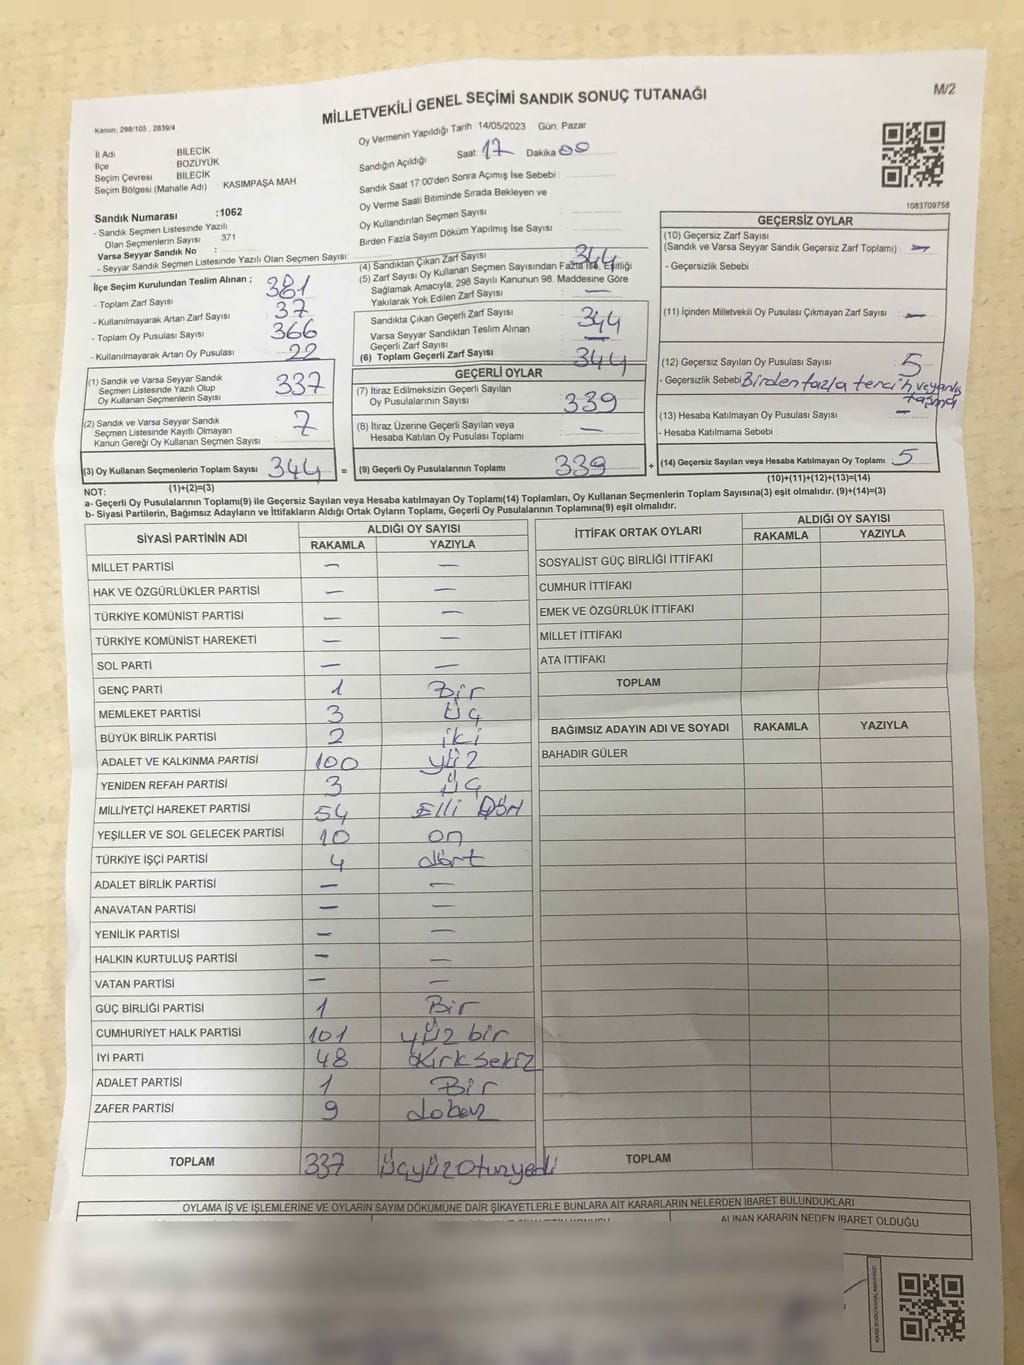 M/2
MİLLETVEKİLİ GENEL SEÇİMİ SANDIK SONUÇ TUTANAĞI
Kanun, 298/105 , 2839/4
İl Adı BİLECİK
İlçe BOZÜYÜK
Seçim Çevresi BİLECİK
Seçim Bölgesi (Mahalle Adı) KASIMPAŞA MAH
Sandık Numarası :1062
- Sandık Seçmen Listesinde Yazılı
Olan Seçmenlerin Sayısı 371
Varsa Seyyar Sandık No :
- Seyyar Sandık Seçmen Listesinde Yazılı Olan Seçmen Sayısı:
Oy Vermenin Yapıldığı Tarih 14/05/2023 Gün: Pazar
Sandığın Açıldığı Saat 17 Dakika 00
Sandık Saat 17:00'den Sonra Açımış İse Sebebi :
Oy Verme Saati Bitiminde Sırada Bekleyen ve
Oy Kullandırılan Seçmen Sayısı
Birden Fazla Sayım Döküm Yapılmış İse Sayısı
1083709758
İlçe Seçim Kurulundan Teslim Alınan ;
- Toplam Zarf Sayısı 381
- Kullanılmayarak Artan Zarf Sayısı 37
- Toplam Oy Pusulası Sayısı 366
- Kullanılmayarak Artan Oy Pusulası 22
(1) Sandık ve Varsa Seyyar Sandık
Seçmen Listesinde Yazılı Olup
Oy Kullanan Seçmenlerin Sayısı 337
(2) Sandık ve Varsa Seyyar Sandık
Seçmen Listesinde Kayıtlı Olmayan
Kanun Gereği Oy Kullanan Seçmen Sayısı 7
(3) Oy Kullanan Seçmenlerin Toplam Sayısı 344 =
(1)+(2)=(3)
(4) Sandıktan Çıkan Zarf Sayısı 344
(5) Zarf Sayısı Oy Kullanan Seçmen Sayısından Fazla İse, Eşitliği
Sağlamak Amacıyla, 298 Sayılı Kanunun 98. Maddesine Göre
Yakılarak Yok Edilen Zarf Sayısı —
Sandıkta Çıkan Geçerli Zarf Sayısı 344
Varsa Seyyar Sandıktan Teslim Alınan
Geçerli Zarf Sayısı —
(6) Toplam Geçerli Zarf Sayısı 344
GEÇERLİ OYLAR
(7) İtiraz Edilmeksizin Geçerli Sayılan
Oy Pusulalarının Sayısı 339
(8) İtiraz Üzerine Geçerli Sayılan veya
Hesaba Katılan Oy Pusulası Toplamı —
(9) Geçerli Oy Pusulalarının Toplamı 339 +
GEÇERSİZ OYLAR
(10) Geçersiz Zarf Sayısı
(Sandık ve Varsa Seyyar Sandık Geçersiz Zarf Toplamı) —
- Geçersizlik Sebebi
(11) İçinden Milletvekili Oy Pusulası Çıkmayan Zarf Sayısı —
(12) Geçersiz Sayılan Oy Pusulası Sayısı 5
- Geçersizlik Sebebi Birden fazla tercih veyanlış
taşma
(13) Hesaba Katılmayan Oy Pusulası Sayısı —
- Hesaba Katılmama Sebebi
(14) Geçersiz Sayılan veya Hesaba Katılmayan Oy Toplamı 5
(10)+(11)+(12)+(13)=(14)
NOT:
a- Geçerli Oy Pusulalarının Toplamı(9) ile Geçersiz Sayılan veya Hesaba katılmayan Oy Toplamı(14) Toplamları, Oy Kullanan Seçmenlerin Toplam Sayısına(3) eşit olmalıdır. (9)+(14)=(3)
b- Siyasi Partilerin, Bağımsız Adayların ve İttifakların Aldığı Ortak Oyların Toplamı, Geçerli Oy Pusulalarının Toplamına(9) eşit olmalıdır.
SİYASİ PARTİNİN ADI ALDIĞI OY SAYISI
RAKAMLA YAZIYLA
MİLLET PARTİSİ — —
HAK VE ÖZGÜRLÜKLER PARTİSİ — —
TÜRKİYE KOMÜNİST PARTİSİ — —
TÜRKİYE KOMÜNİST HAREKETİ — —
SOL PARTİ — —
GENÇ PARTİ 1 Bir
MEMLEKET PARTİSİ 3 Üç
BÜYÜK BİRLİK PARTİSİ 2 iki
ADALET VE KALKINMA PARTİSİ 100 yüz
YENİDEN REFAH PARTİSİ 3 Üç
MİLLİYETÇİ HAREKET PARTİSİ 54 Elli Dört
YEŞİLLER VE SOL GELECEK PARTİSİ 10 on
TÜRKİYE İŞÇİ PARTİSİ 4 dört
ADALET BİRLİK PARTİSİ — —
ANAVATAN PARTİSİ — —
YENİLİK PARTİSİ — —
HALKIN KURTULUŞ PARTİSİ — —
VATAN PARTİSİ — —
GÜÇ BİRLİĞİ PARTİSİ 1 Bir
CUMHURİYET HALK PARTİSİ 101 yüz bir
İYİ PARTİ 48 Kırk sekiz
ADALET PARTİSİ 1 Bir
ZAFER PARTİSİ 9 dokuz
TOPLAM 337 üçyüz otuzyedi
İTTİFAK ORTAK OYLARI ALDIĞI OY SAYISI
RAKAMLA YAZIYLA
SOSYALİST GÜÇ BİRLİĞİ İTTİFAKI
CUMHUR İTTİFAKI
EMEK VE ÖZGÜRLÜK İTTİFAKI
MİLLET İTTİFAKI
ATA İTTİFAKI
TOPLAM
BAĞIMSIZ ADAYIN ADI VE SOYADI RAKAMLA YAZIYLA
BAHADIR GÜLER
TOPLAM
OYLAMA İŞ VE İŞLEMLERİNE VE OYLARIN SAYIM DÖKÜMÜNE DAİR ŞİKAYETLERLE BUNLARA AİT KARARLARIN NELERDEN İBARET BULUNDUKLARI
ALINAN KARARIN NEDEN İBARET OLDUĞU